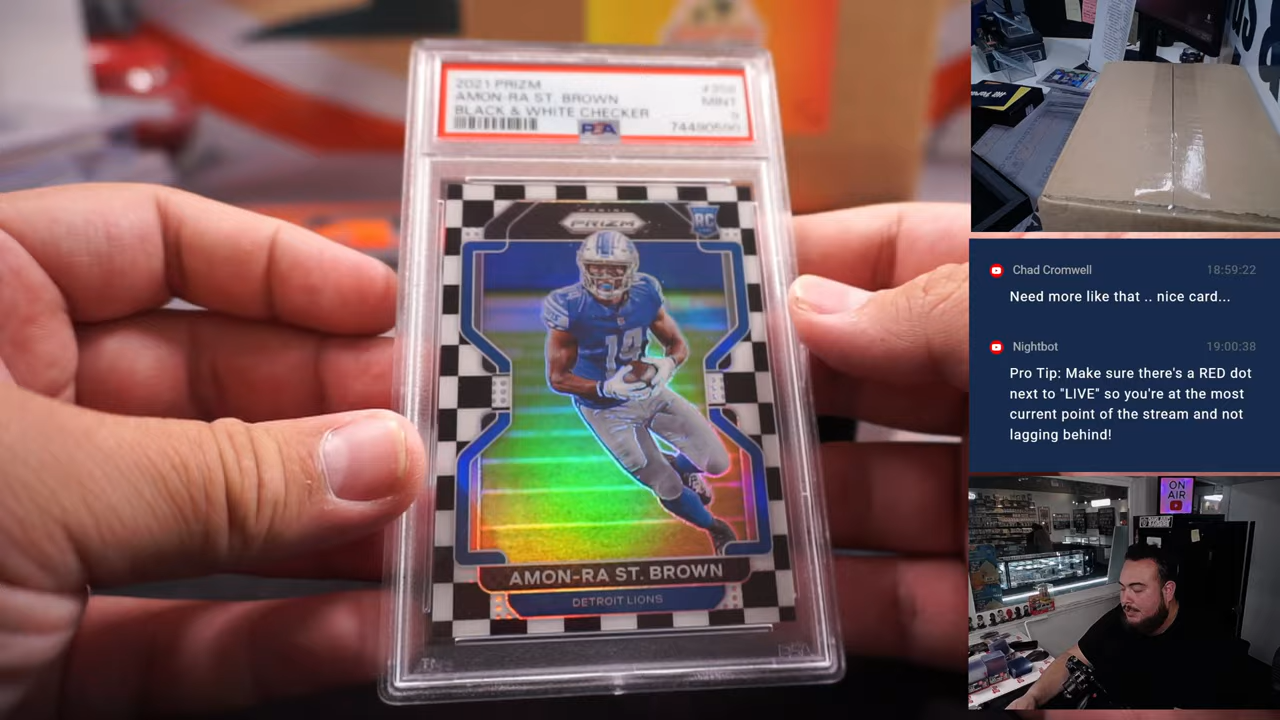 2021 PRIZM
AMON-RA ST. BROWN
BLACK & WHITE CHECKER
MINT
9
PSA
74490590
PANINI
PRIZM
RC
14
AMON-RA ST. BROWN
DETROIT LIONS
Chad Cromwell 18:59:22
Need more like that .. nice card...
Nightbot 19:00:38
Pro Tip: Make sure there's a RED dot
next to "LIVE" so you're at the most
current point of the stream and not
lagging behind!
ON
AIR